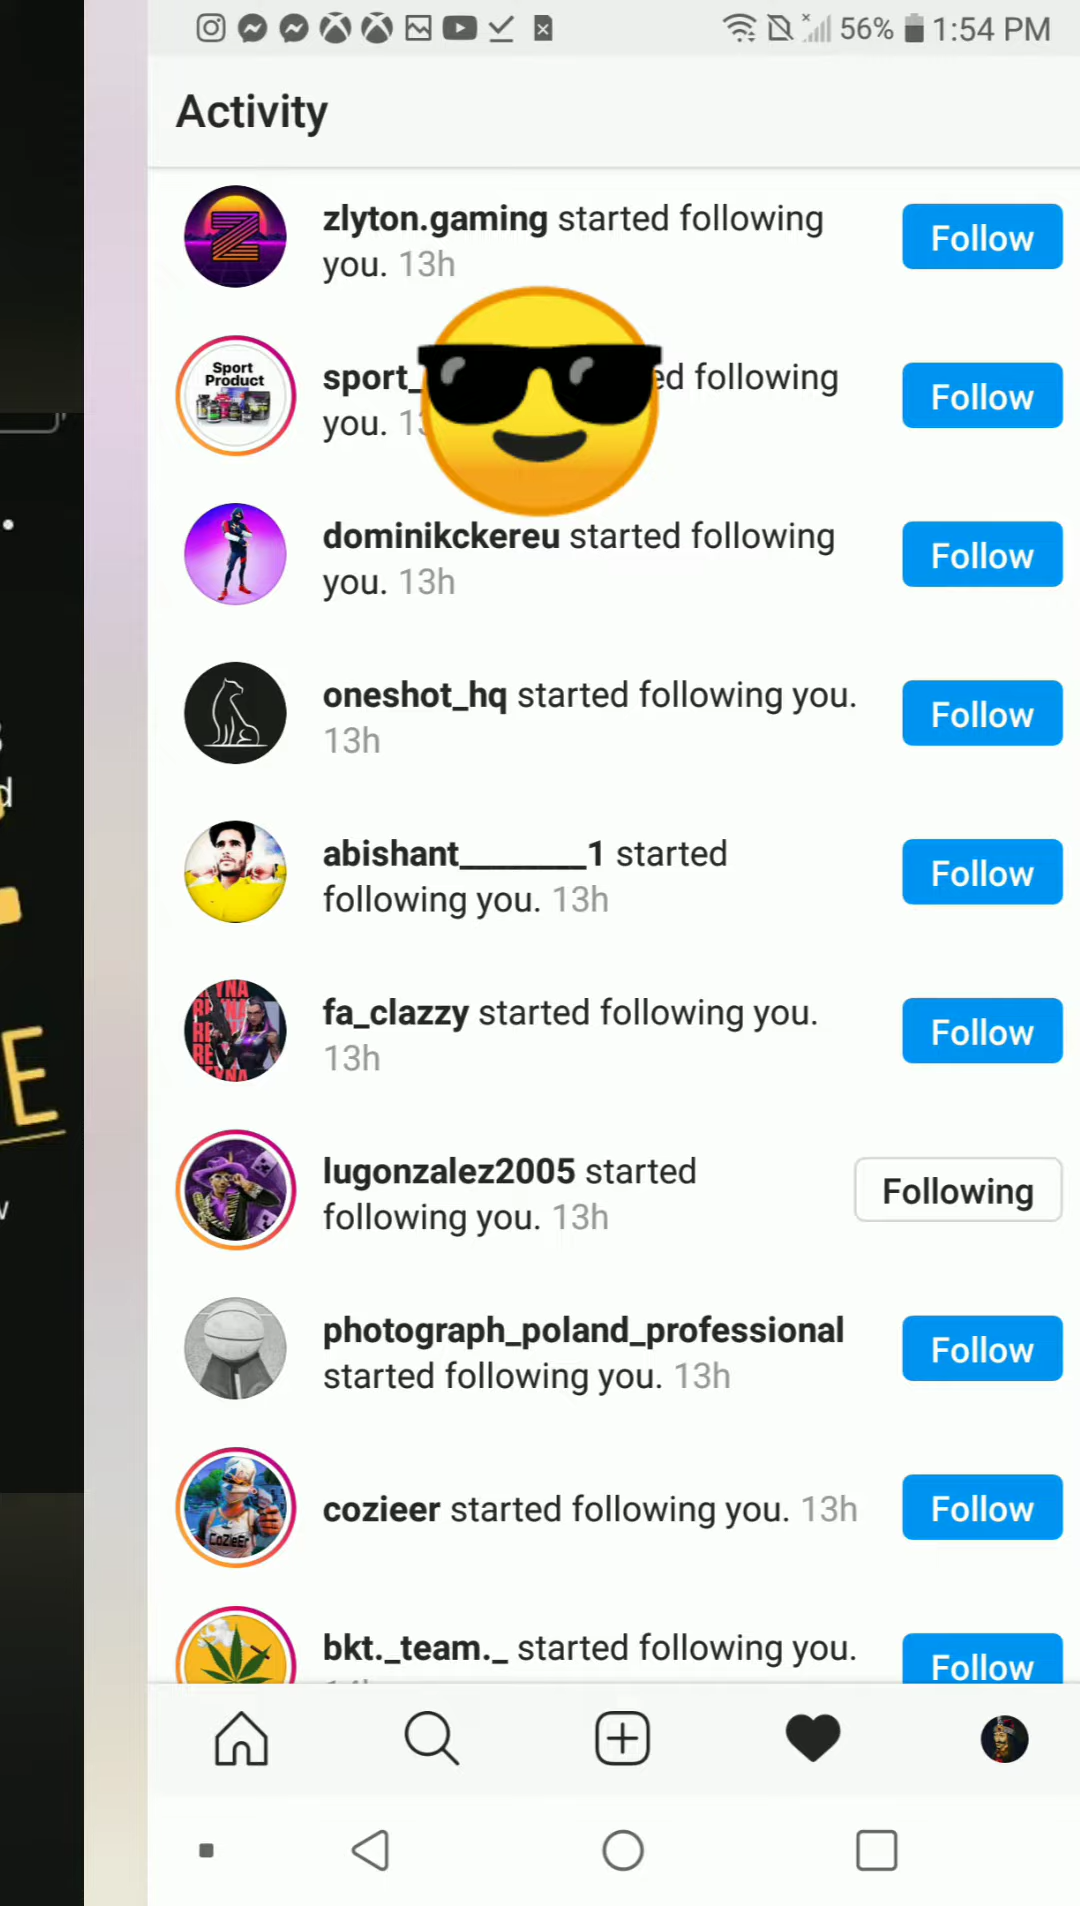 56% 1:54 PM
Activity
zlyton.gaming started following
you. 13h
Follow
Sport
Product
sport_ following
you.
Follow
dominikckereu started following
you. 13h
Follow
oneshot_hq started following you.
13h
Follow
abishant________1 started
following you. 13h
Follow
fa_clazzy started following you.
13h
Follow
REYNA
lugonzalez2005 started
following you. 13h
Following
photograph_poland_professional
started following you. 13h
Follow
CoZieEr
cozieer started following you. 13h
Follow
bkt._team._ started following you.
Follow
E